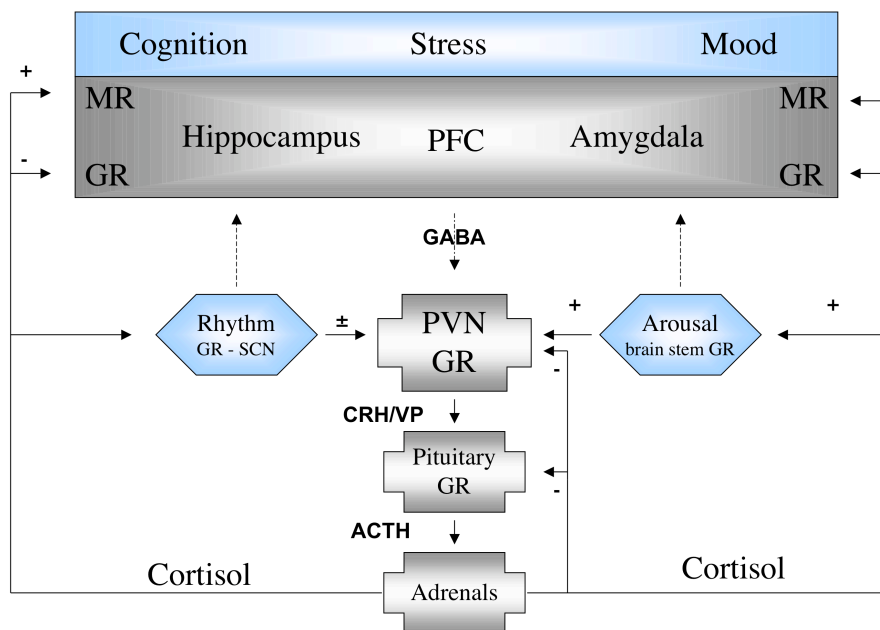 Cognition Stress Mood
+
MR MR
Hippocampus PFC Amygdala
-
GR GR
GABA
Rhythm
GR - SCN
±
PVN
GR
+
Arousal
brain stem GR
+
-
CRH/VP
Pituitary
GR
-
ACTH
Cortisol
Adrenals
Cortisol